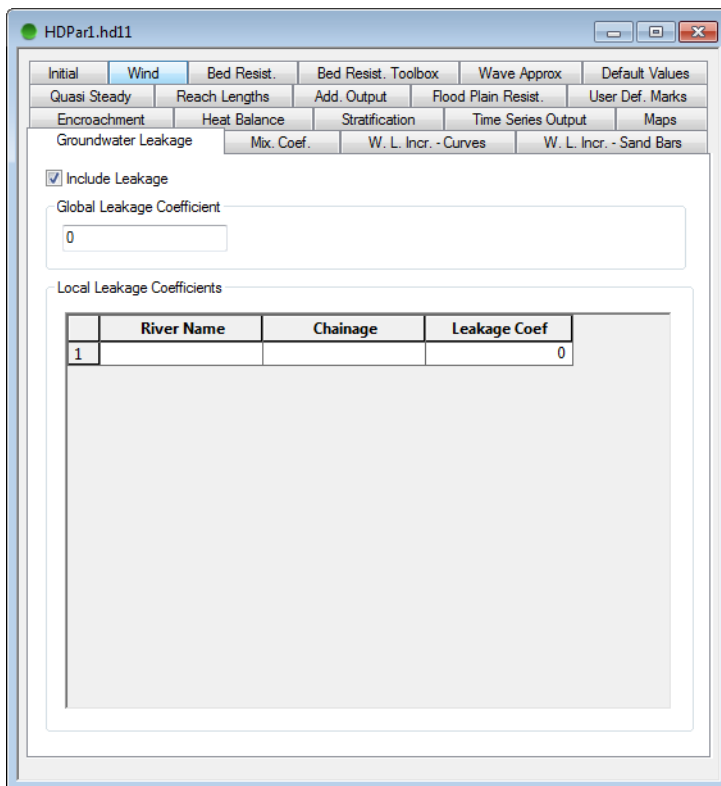 HDPar1.hd11
Initial Wind Bed Resist. Bed Resist. Toolbox Wave Approx Default Values
Quasi Steady Reach Lengths Add. Output Flood Plain Resist. User Def. Marks
Encroachment Heat Balance Stratification Time Series Output Maps
Groundwater Leakage Mix. Coef. W. L. Incr. - Curves W. L. Incr. - Sand Bars
Include Leakage
Global Leakage Coefficient
0
Local Leakage Coefficients
River Name Chainage Leakage Coef
1 0